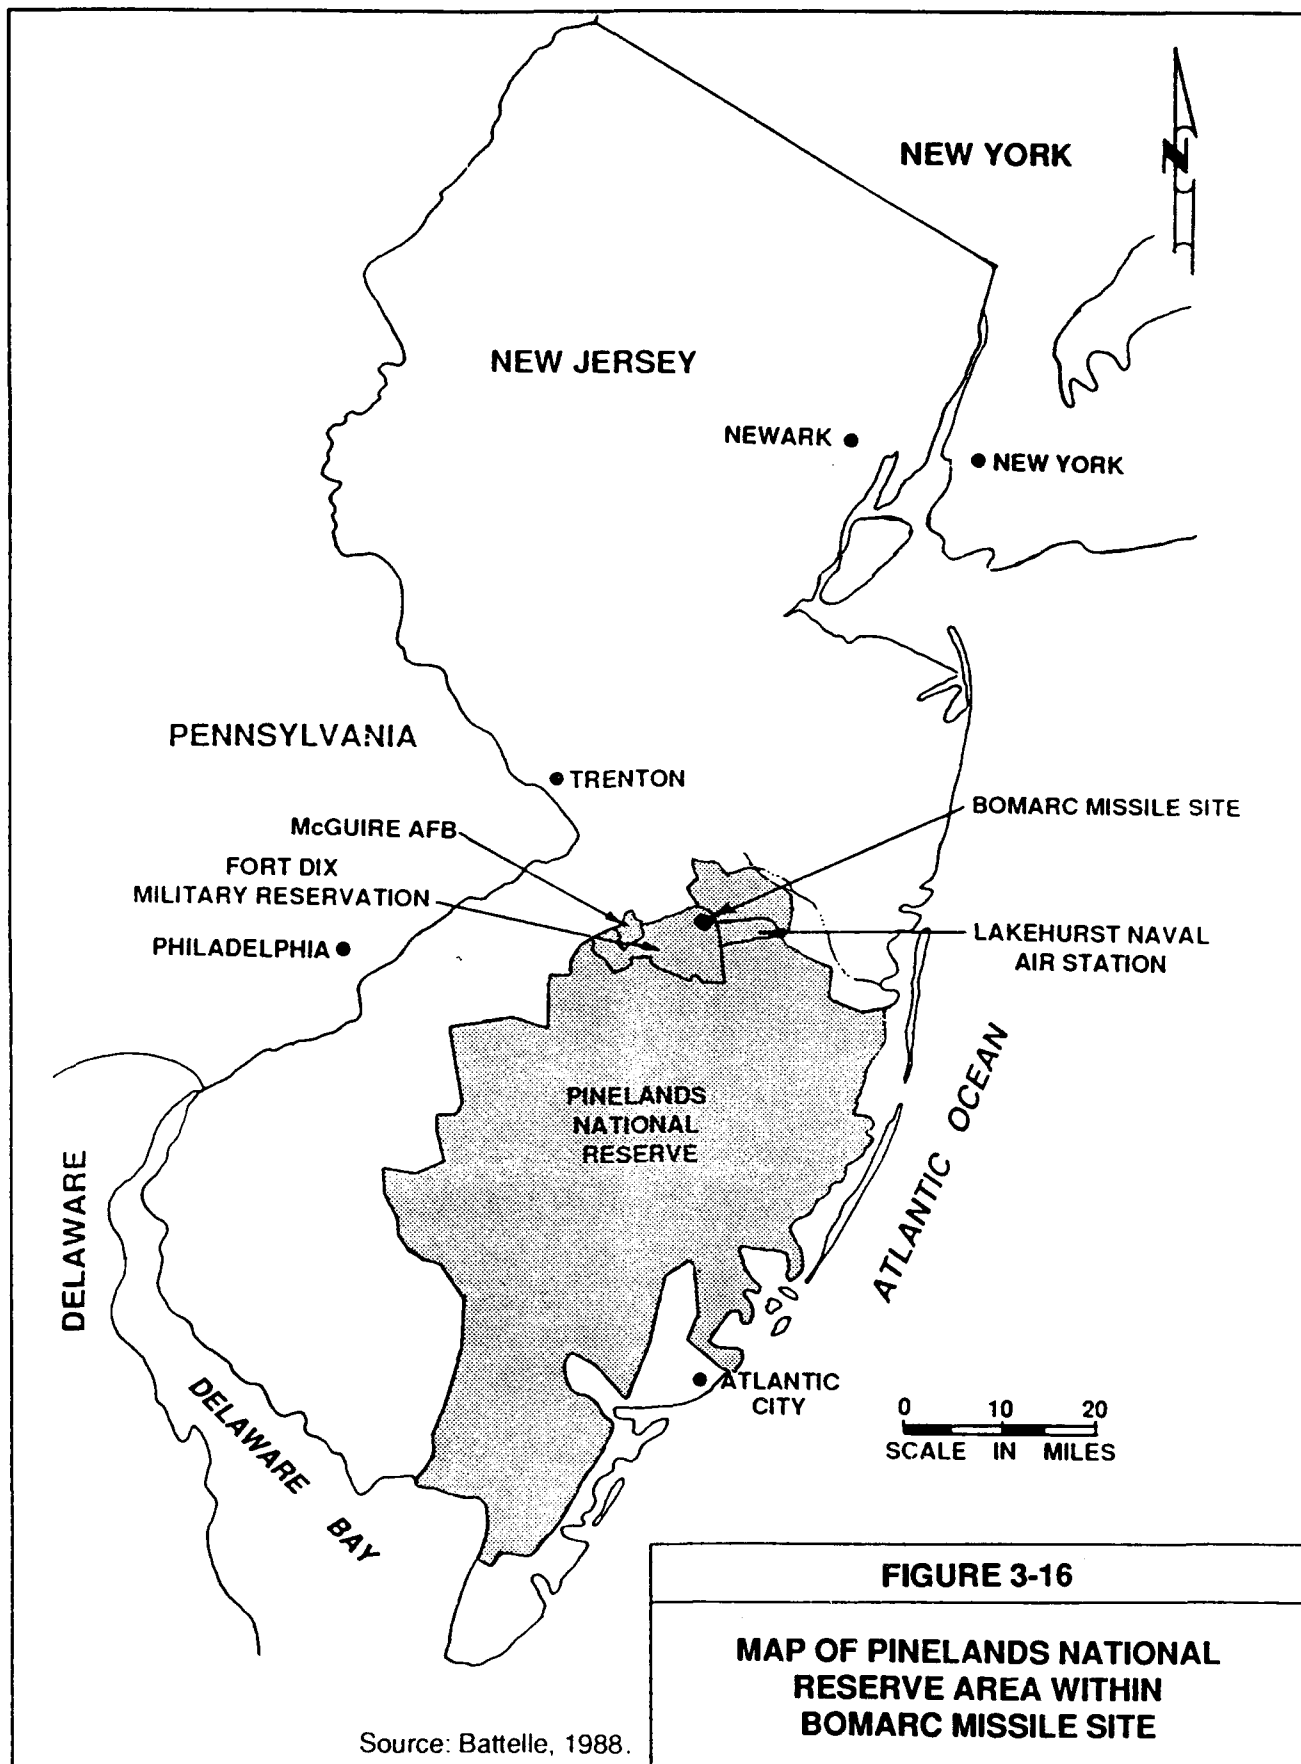 NEW YORK
N
NEW JERSEY
NEWARK
NEW YORK
PENNSYLVANIA
TRENTON
BOMARC MISSILE SITE
McGUIRE AFB
FORT DIX
MILITARY RESERVATION
PHILADELPHIA
LAKEHURST NAVAL
AIR STATION
PINELANDS
NATIONAL
RESERVE
ATLANTIC OCEAN
DELAWARE
DELAWARE BAY
ATLANTIC
CITY
0 10 20
SCALE IN MILES
FIGURE 3-16
MAP OF PINELANDS NATIONAL
RESERVE AREA WITHIN
BOMARC MISSILE SITE
Source: Battelle, 1988.